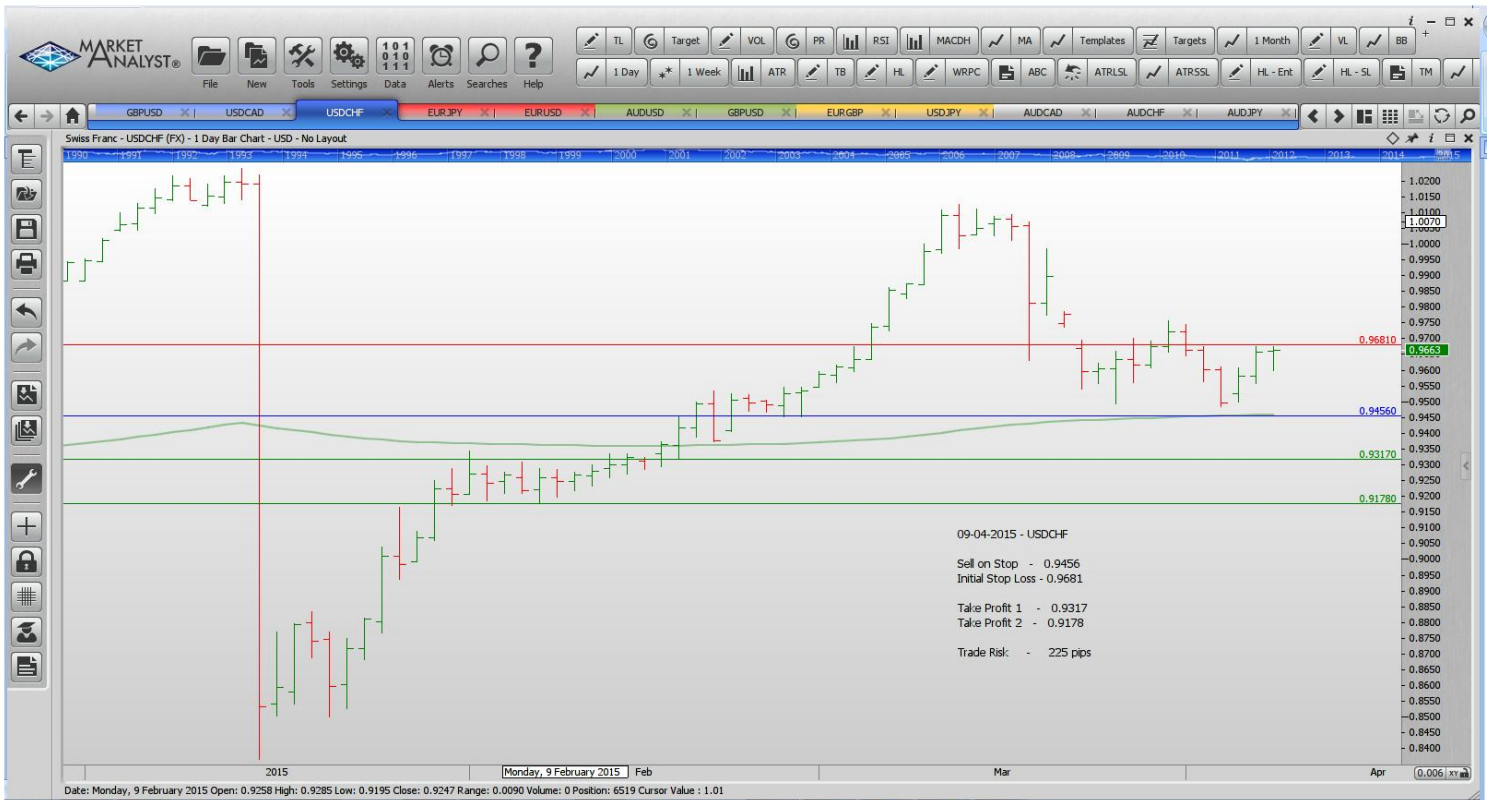 MARKET
ANALYST®
File New Tools Settings Data Alerts Searches Help
TL Target VOL PR RSI MACDH MA Templates Targets 1 Month VL BB
1 Day 1 Week ATR TB HL WRPC ABC ATRLSL ATRSSL HL - Ent HL - SL TM
GBPUSD USDCAD USDCHF EURJPY EURUSD AUDUSD GBPUSD EURGBP USDJPY AUDCAD AUDCHF AUDJPY
Swiss Franc - USDCHF (FX) - 1 Day Bar Chart - USD - No Layout
1990 1991 1992 1993 1994 1995 1996 1997 1998 1999 2000 2001 2002 2003 2004 2005 2006 2007 2008 2009 2010 2011 2012 2013 2014 2015
1.0200
1.0150
1.0100
1.0070
1.0000
0.9950
0.9900
0.9850
0.9800
0.9750
0.96810
0.9700
0.9663
0.9600
0.9550
0.9500
0.94560
0.9450
0.9400
0.9350
0.93170
0.9300
0.9250
0.9200
0.91780
0.9150
0.9100
0.9050
0.9000
0.8950
0.8900
0.8850
0.8800
0.8750
0.8700
0.8650
0.8600
0.8550
0.8500
0.8450
0.8400
09-04-2015 - USDCHF
Sell on Stop - 0.9456
Initial Stop Loss - 0.9681
Take Profit 1 - 0.9317
Take Profit 2 - 0.9178
Trade Risk - 225 pips
2015 Monday, 9 February 2015 Feb Mar Apr 0.006 XY
Date: Monday, 9 February 2015 Open: 0.9258 High: 0.9285 Low: 0.9195 Close: 0.9247 Range: 0.0090 Volume: 0 Position: 6519 Cursor Value : 1.01